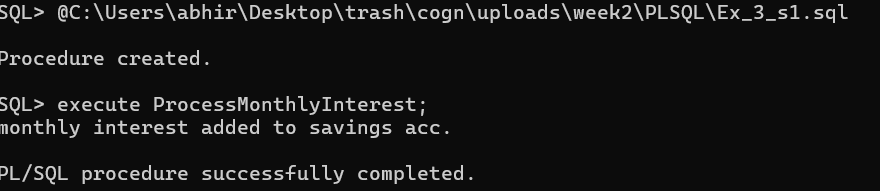 SQL> @C:\Users\abhir\Desktop\trash\cogn\uploads\week2\PLSQL\Ex_3_s1.sql
Procedure created.
SQL> execute ProcessMonthlyInterest;
monthly interest added to savings acc.
PL/SQL procedure successfully completed.